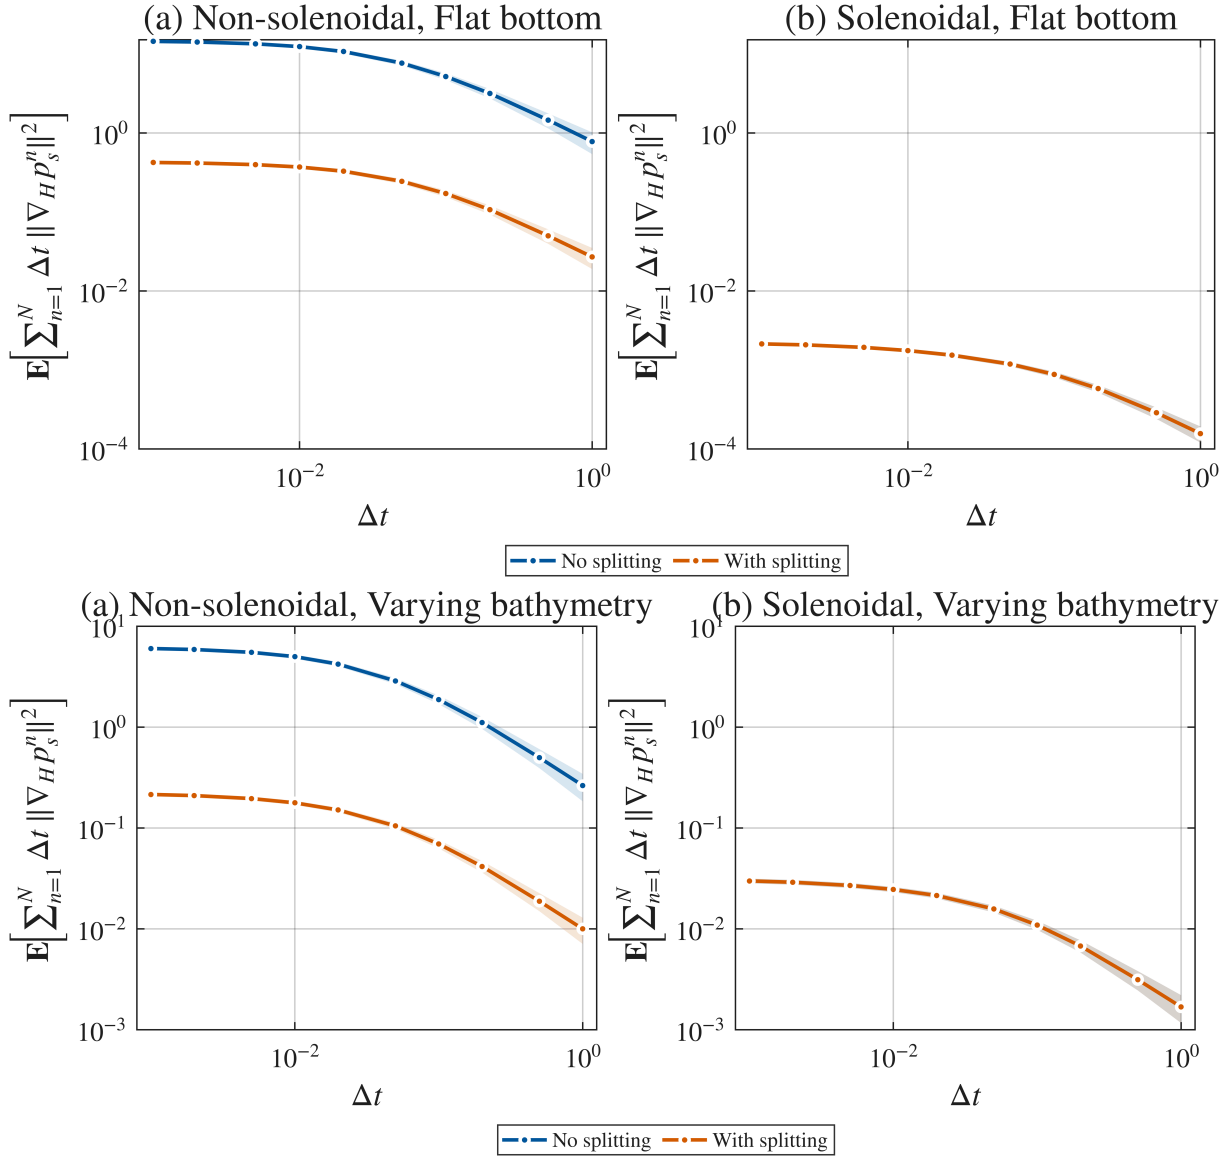 (a) Non-solenoidal, Flat bottom
(b) Solenoidal, Flat bottom
E[∑_{n=1}^{N} Δt ‖∇_H p_s^n‖^2]
10^0
10^{-2}
10^{-4}
10^{-2}
10^0
Δt
E[∑_{n=1}^{N} Δt ‖∇_H p_s^n‖^2]
10^0
10^{-2}
10^{-4}
10^{-2}
10^0
Δt
No splitting With splitting
(a) Non-solenoidal, Varying bathymetry
(b) Solenoidal, Varying bathymetry
E[∑_{n=1}^{N} Δt ‖∇_H p_s^n‖^2]
10^1
10^0
10^{-1}
10^{-2}
10^{-3}
10^{-2}
10^0
Δt
E[∑_{n=1}^{N} Δt ‖∇_H p_s^n‖^2]
10^1
10^0
10^{-1}
10^{-2}
10^{-3}
10^{-2}
10^0
Δt
No splitting With splitting